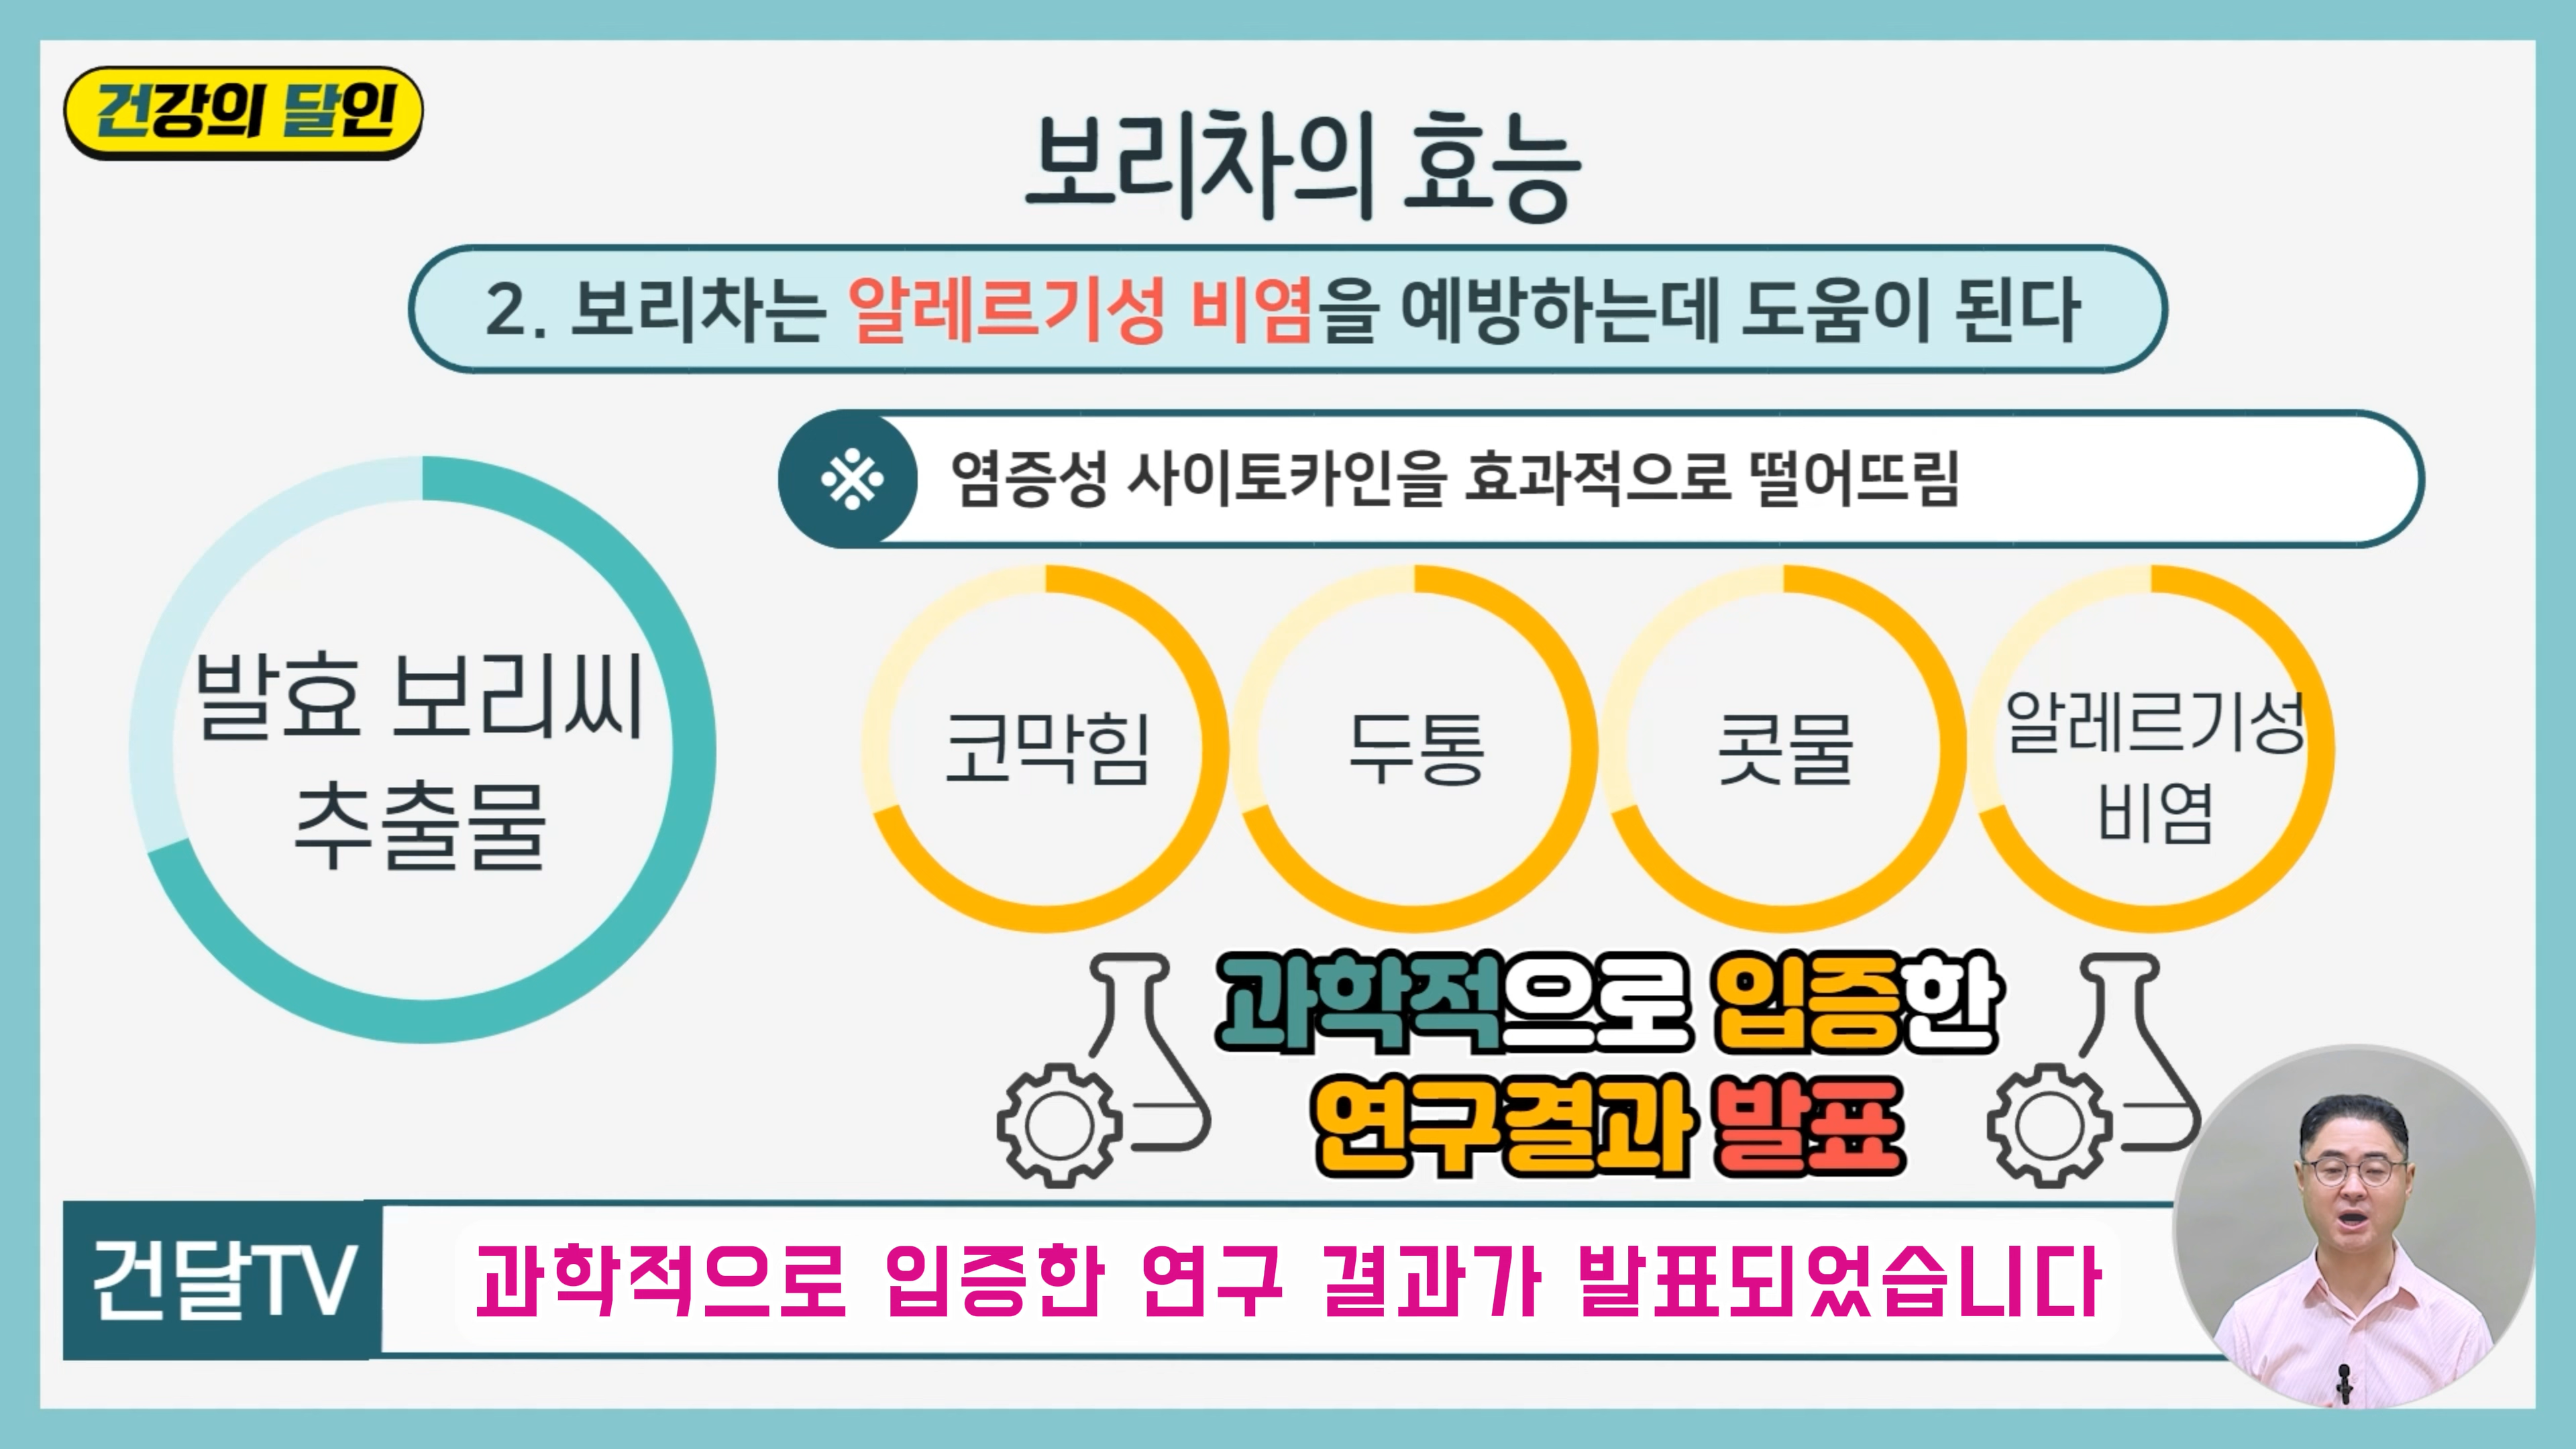 건강의 달인
보리차의 효능
2. 보리차는 알레르기성 비염을 예방하는데 도움이 된다
※ 염증성 사이토카인을 효과적으로 떨어뜨림
발효 보리씨
추출물
코막힘
두통
콧물
알레르기성
비염
과학적으로 입증한
연구결과 발표
건달TV
과학적으로 입증한 연구 결과가 발표되었습니다